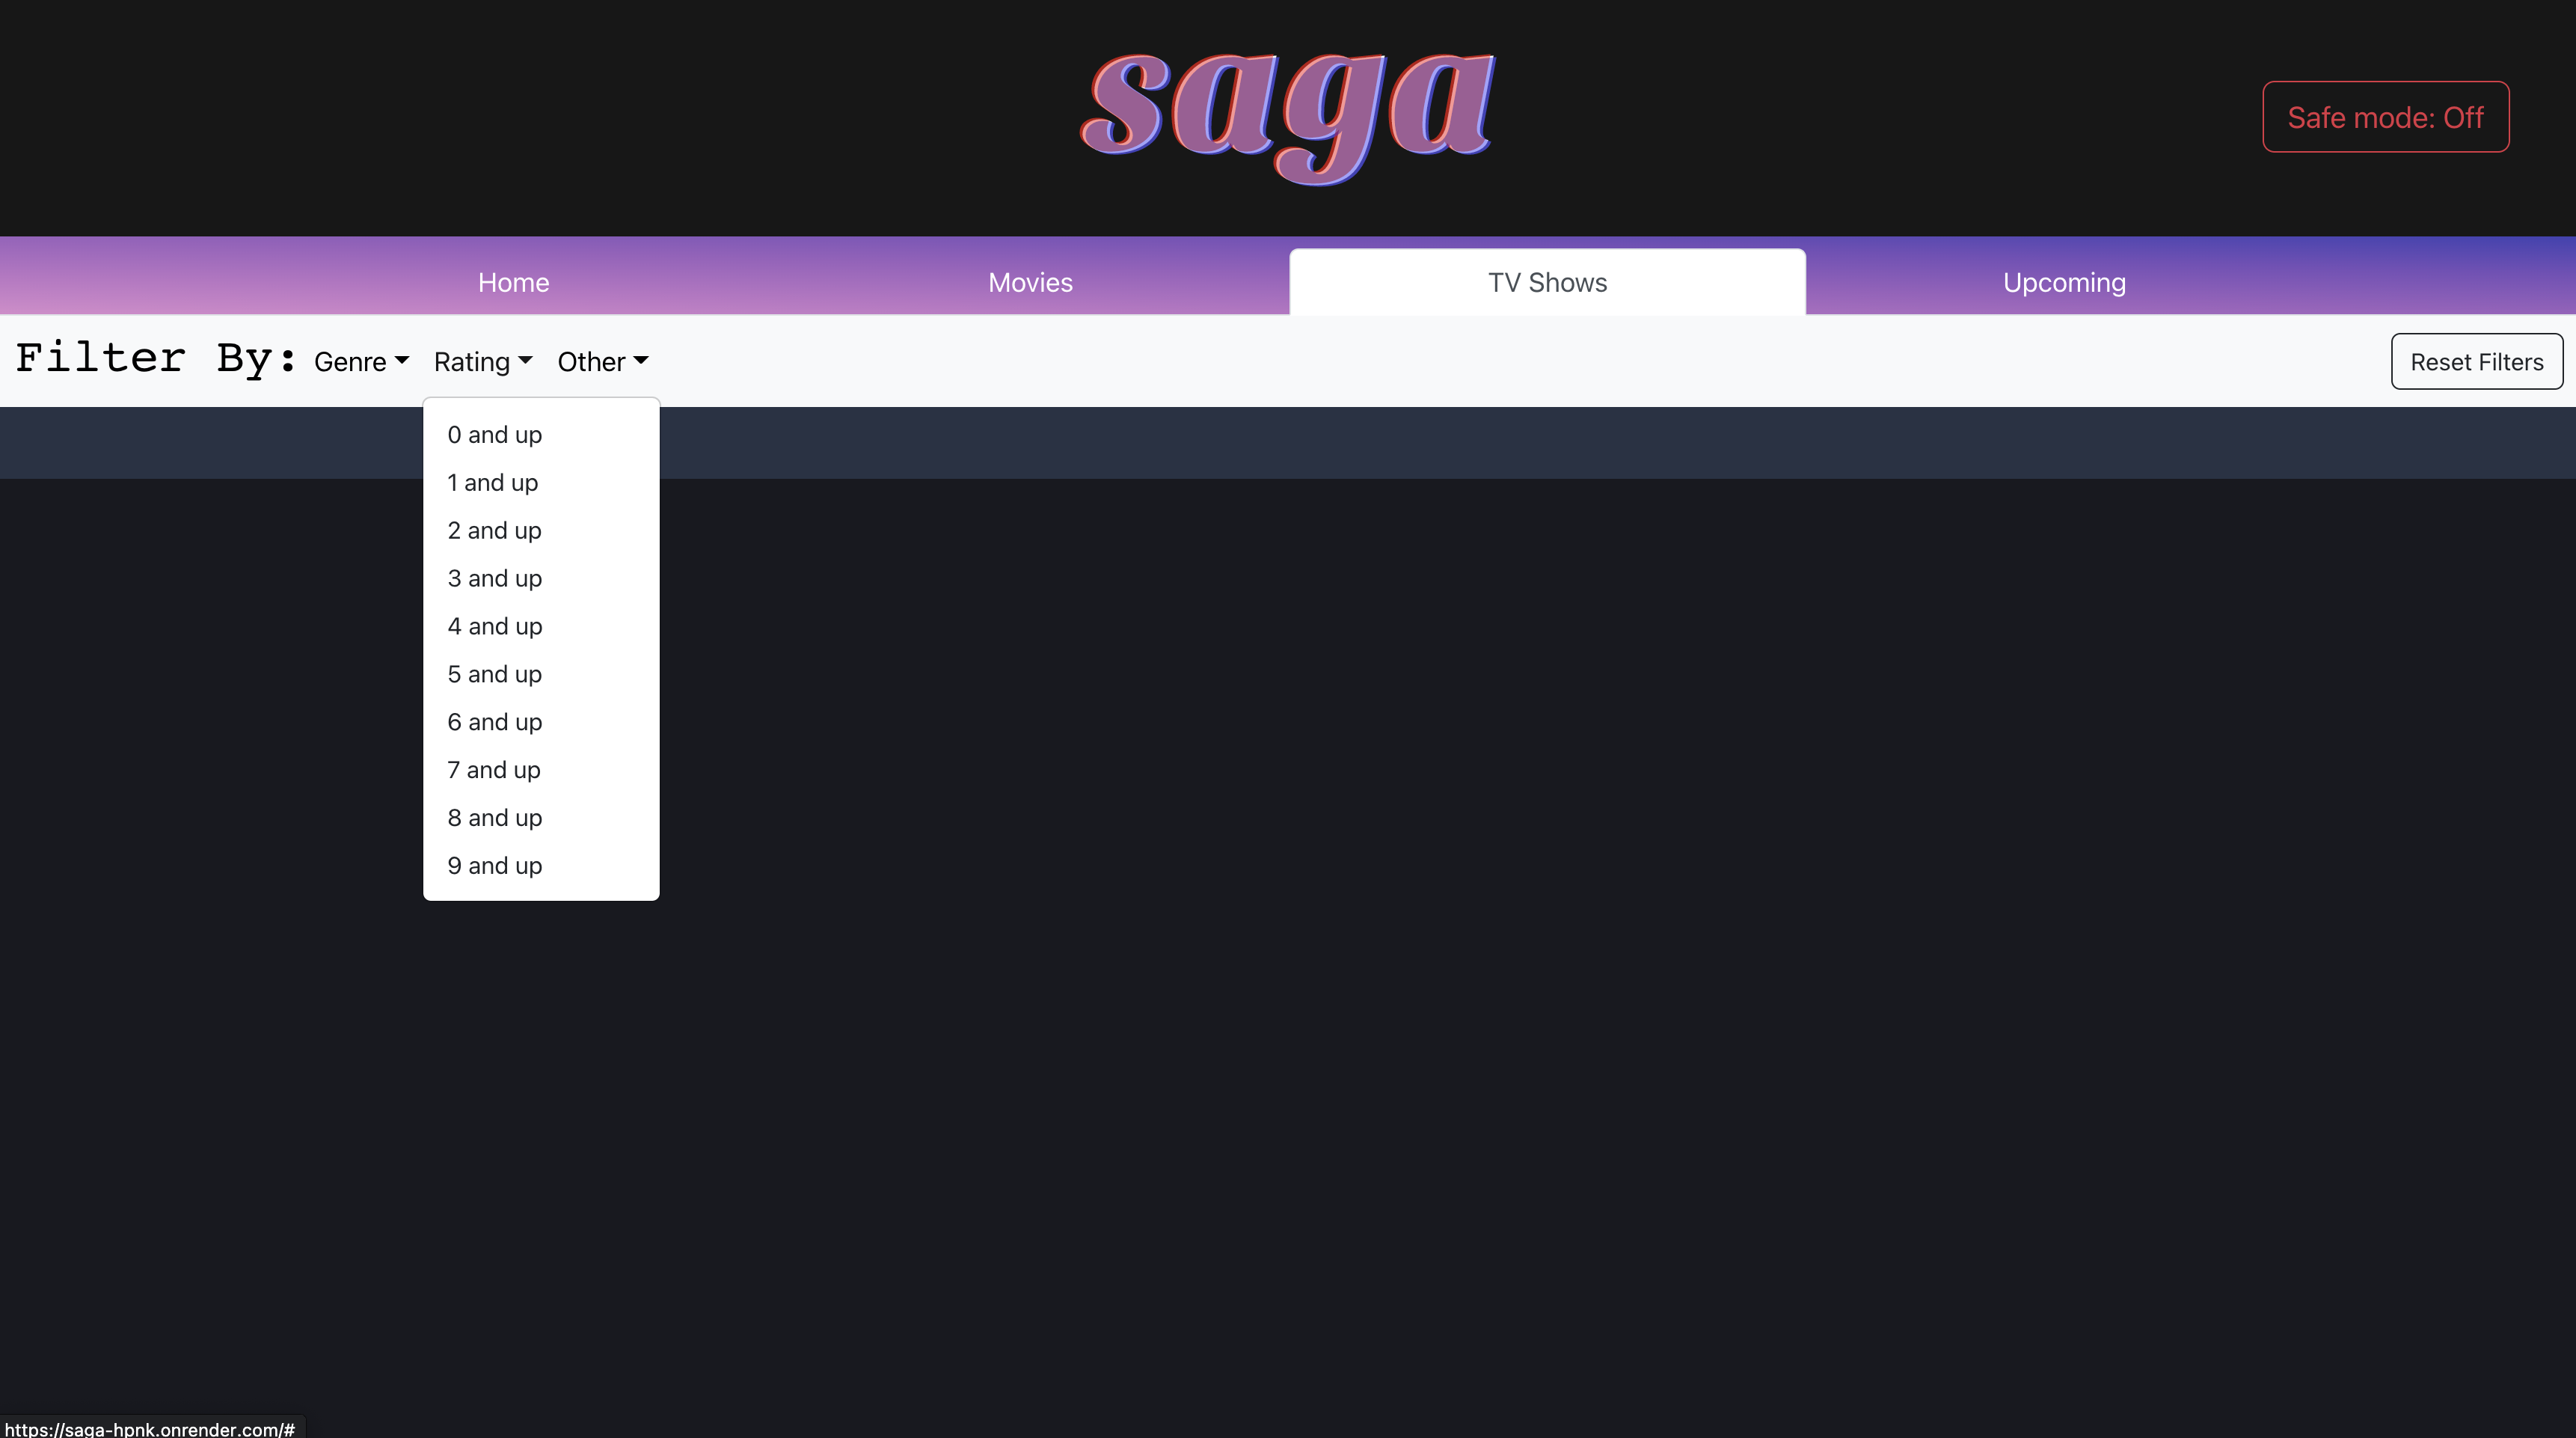 saga
Safe mode: Off
Home Movies TV Shows Upcoming
Filter By: Genre Rating Other Reset Filters
0 and up
1 and up
2 and up
3 and up
4 and up
5 and up
6 and up
7 and up
8 and up
9 and up
https://saga-hpnk.onrender.com/#